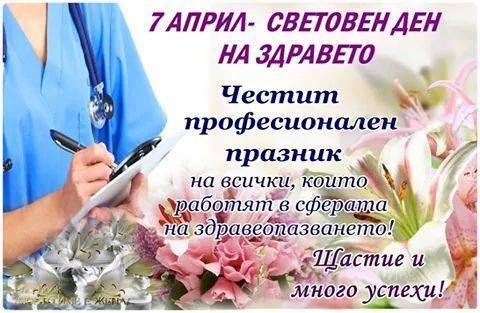 7 АПРИЛ- СВЕТОВЕН ДЕН
НА ЗДРАВЕТО
Честит
професионален
празник
на всички, които
работят в сферата
на здравеопазването!
Щастие и
много успехи!